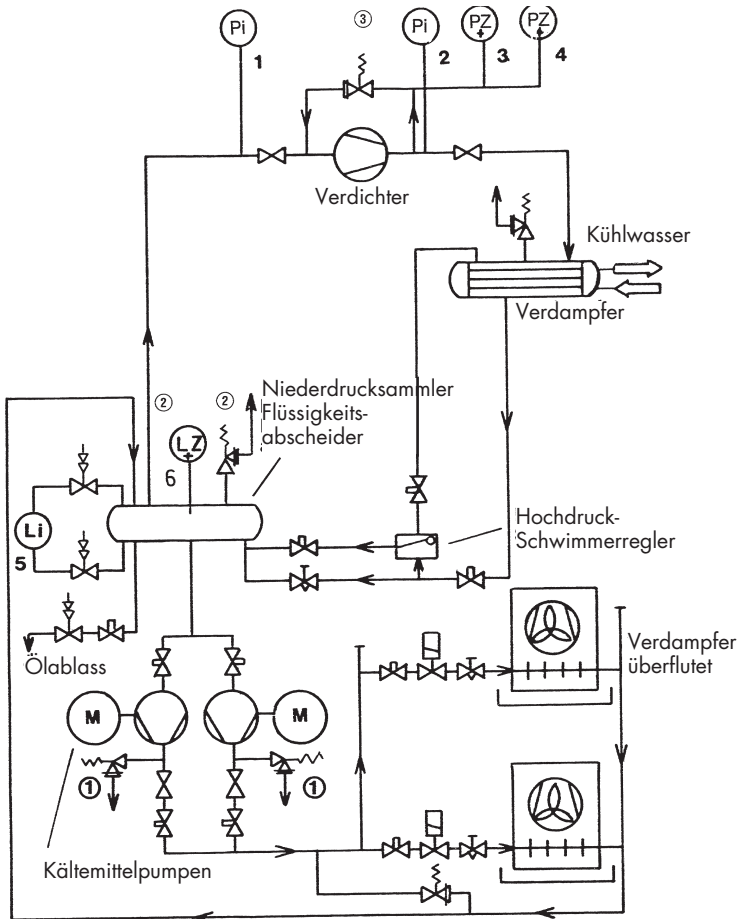 Pi
③
Pi
PZ
+
PZ
+
1
2
3
4
Verdichter
Kühlwasser
Verdampfer
②
②
Niederdrucksammler
Flüssigkeits-
abscheider
LZ
+
6
Li
5
Hochdruck-
Schwimmerregler
Ölablass
Verdampfer
überflutet
M
M
①
①
Kältemittelpumpen